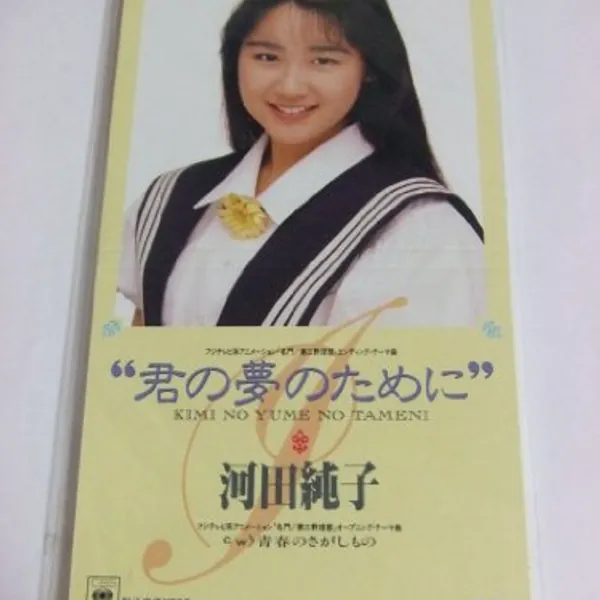 フジテレビ系アニメーション「名門!第三野球部」エンディング・テーマ曲
“君の夢のために”
KIMI NO YUME NO TAMENI
河田純子
フジテレビ系アニメーション「名門!第三野球部」オープニング・テーマ曲
c/w) 青春のさがしもの
CBS